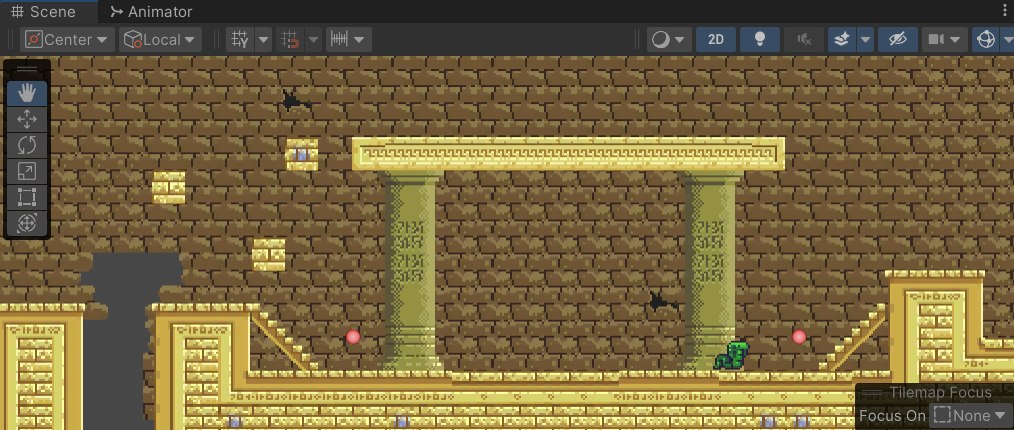 Scene
Animator
Center
Local
2D
Tilemap Focus
Focus On
None